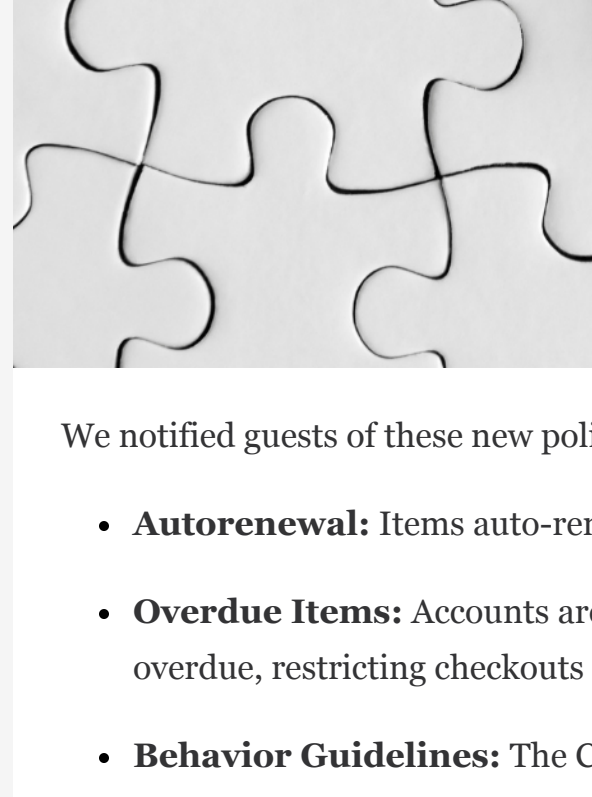 We notified guests of these new poli
• Autorenewal: Items auto-ren
• Overdue Items: Accounts are
overdue, restricting checkouts
• Behavior Guidelines: The C